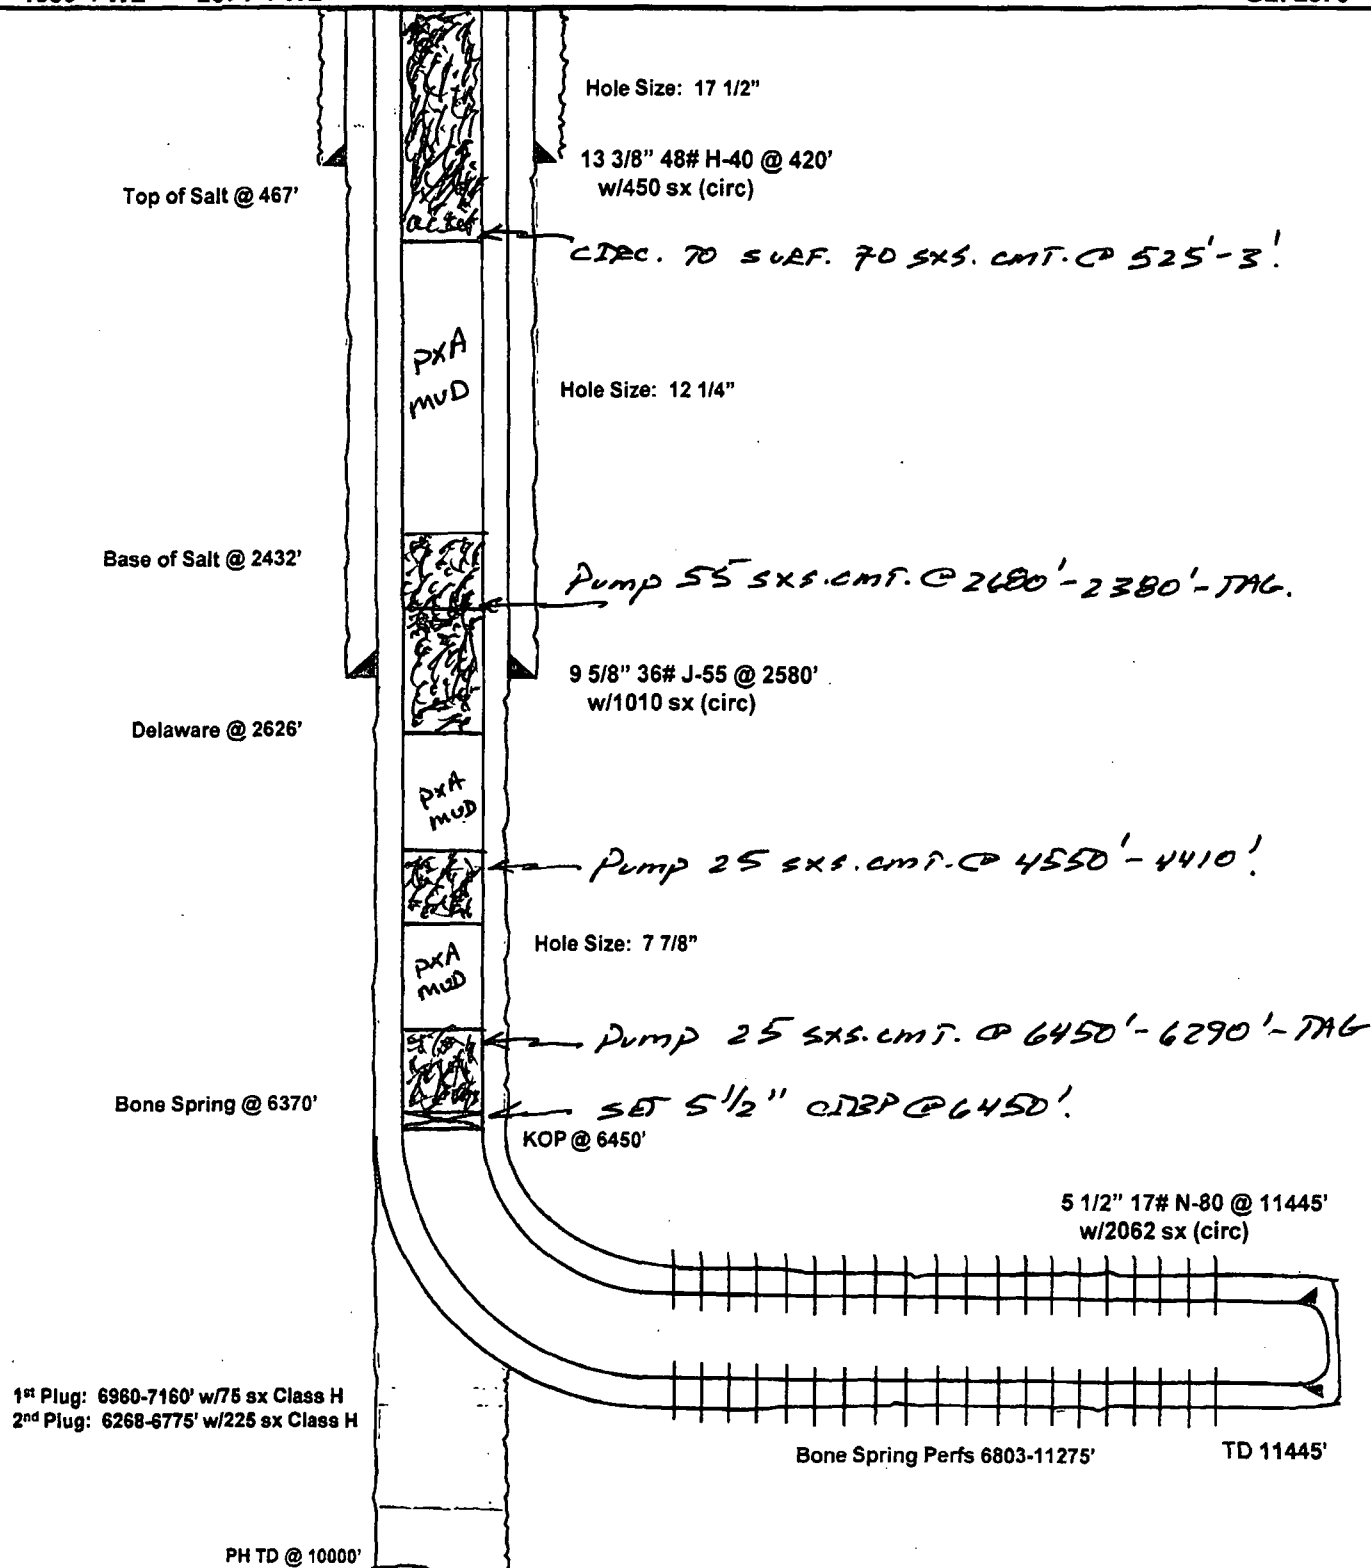 Hole Size: 17 1/2"
13 3/8" 48# H-40 @ 420'
w/450 sx (circ)
Top of Salt @ 467'
CIRC. TO SURF. 70 SXS. CMT. @ 525'-3'.
PXA
MUD
Hole Size: 12 1/4"
Base of Salt @ 2432'
Pump 55 SXS. CMT. @ 2680'-2380'-TAG.
9 5/8" 36# J-55 @ 2580'
w/1010 sx (circ)
Delaware @ 2626'
PXA
MUD
Pump 25 SXS. CMT. @ 4550'-4410'.
Hole Size: 7 7/8"
PXA
MUD
Pump 25 SXS. CMT. @ 6450'-6290'-TAG
Bone Spring @ 6370'
SET 5 1/2" CIBP @ 6450'.
KOP @ 6450'
5 1/2" 17# N-80 @ 11445'
w/2062 sx (circ)
1st Plug: 6960-7160' w/75 sx Class H
2nd Plug: 6268-6775' w/225 sx Class H
Bone Spring Perfs 6803-11275'
TD 11445'
PH TD @ 10000'